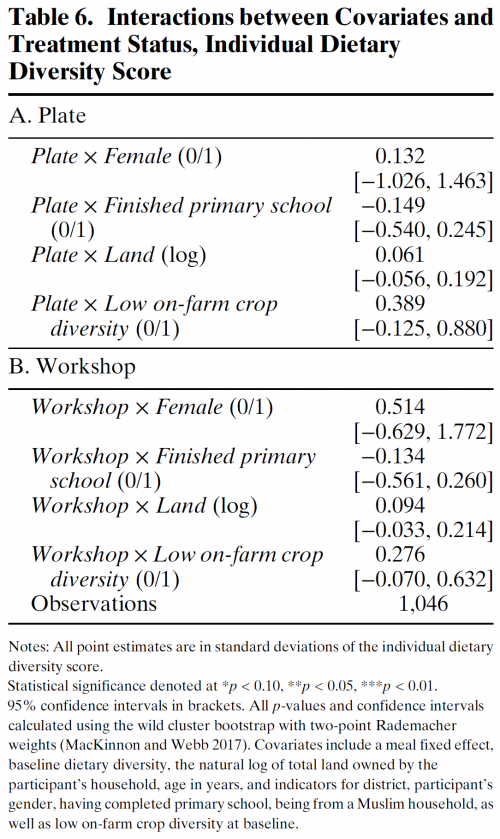 Table 6. Interactions between Covariates and
Treatment Status, Individual Dietary
Diversity Score
A. Plate
Plate × Female (0/1) 0.132
[−1.026, 1.463]
Plate × Finished primary school −0.149
(0/1) [−0.540, 0.245]
Plate × Land (log) 0.061
[−0.056, 0.192]
Plate × Low on-farm crop 0.389
diversity (0/1) [−0.125, 0.880]
B. Workshop
Workshop × Female (0/1) 0.514
[−0.629, 1.772]
Workshop × Finished primary −0.134
school (0/1) [−0.561, 0.260]
Workshop × Land (log) 0.094
[−0.033, 0.214]
Workshop × Low on-farm crop 0.276
diversity (0/1) [−0.070, 0.632]
Observations 1,046
Notes: All point estimates are in standard deviations of the individual dietary
diversity score.
Statistical significance denoted at *p < 0.10, **p < 0.05, ***p < 0.01.
95% confidence intervals in brackets. All p-values and confidence intervals
calculated using the wild cluster bootstrap with two-point Rademacher
weights (MacKinnon and Webb 2017). Covariates include a meal fixed effect,
baseline dietary diversity, the natural log of total land owned by the
participant's household, age in years, and indicators for district, participant's
gender, having completed primary school, being from a Muslim household, as
well as low on-farm crop diversity at baseline.